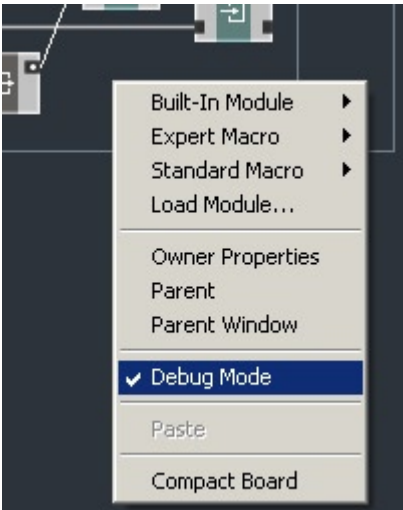 Built-In Module
Expert Macro
Standard Macro
Load Module...
Owner Properties
Parent
Parent Window
Debug Mode
Paste
Compact Board